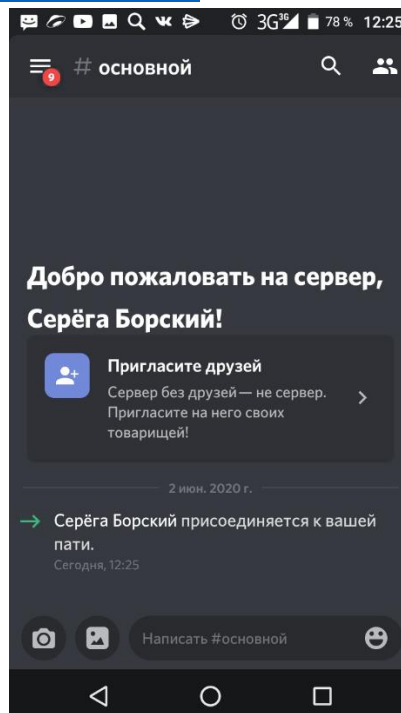 3G 3G 78 % 12:25
9 # основной
Добро пожаловать на сервер,
Серёга Борский!
Пригласите друзей
Сервер без друзей — не сервер.
Пригласите на него своих
товарищей!
2 июн. 2020 г.
Серёга Борский присоединяется к вашей
пати.
Сегодня, 12:25
Написать #основной